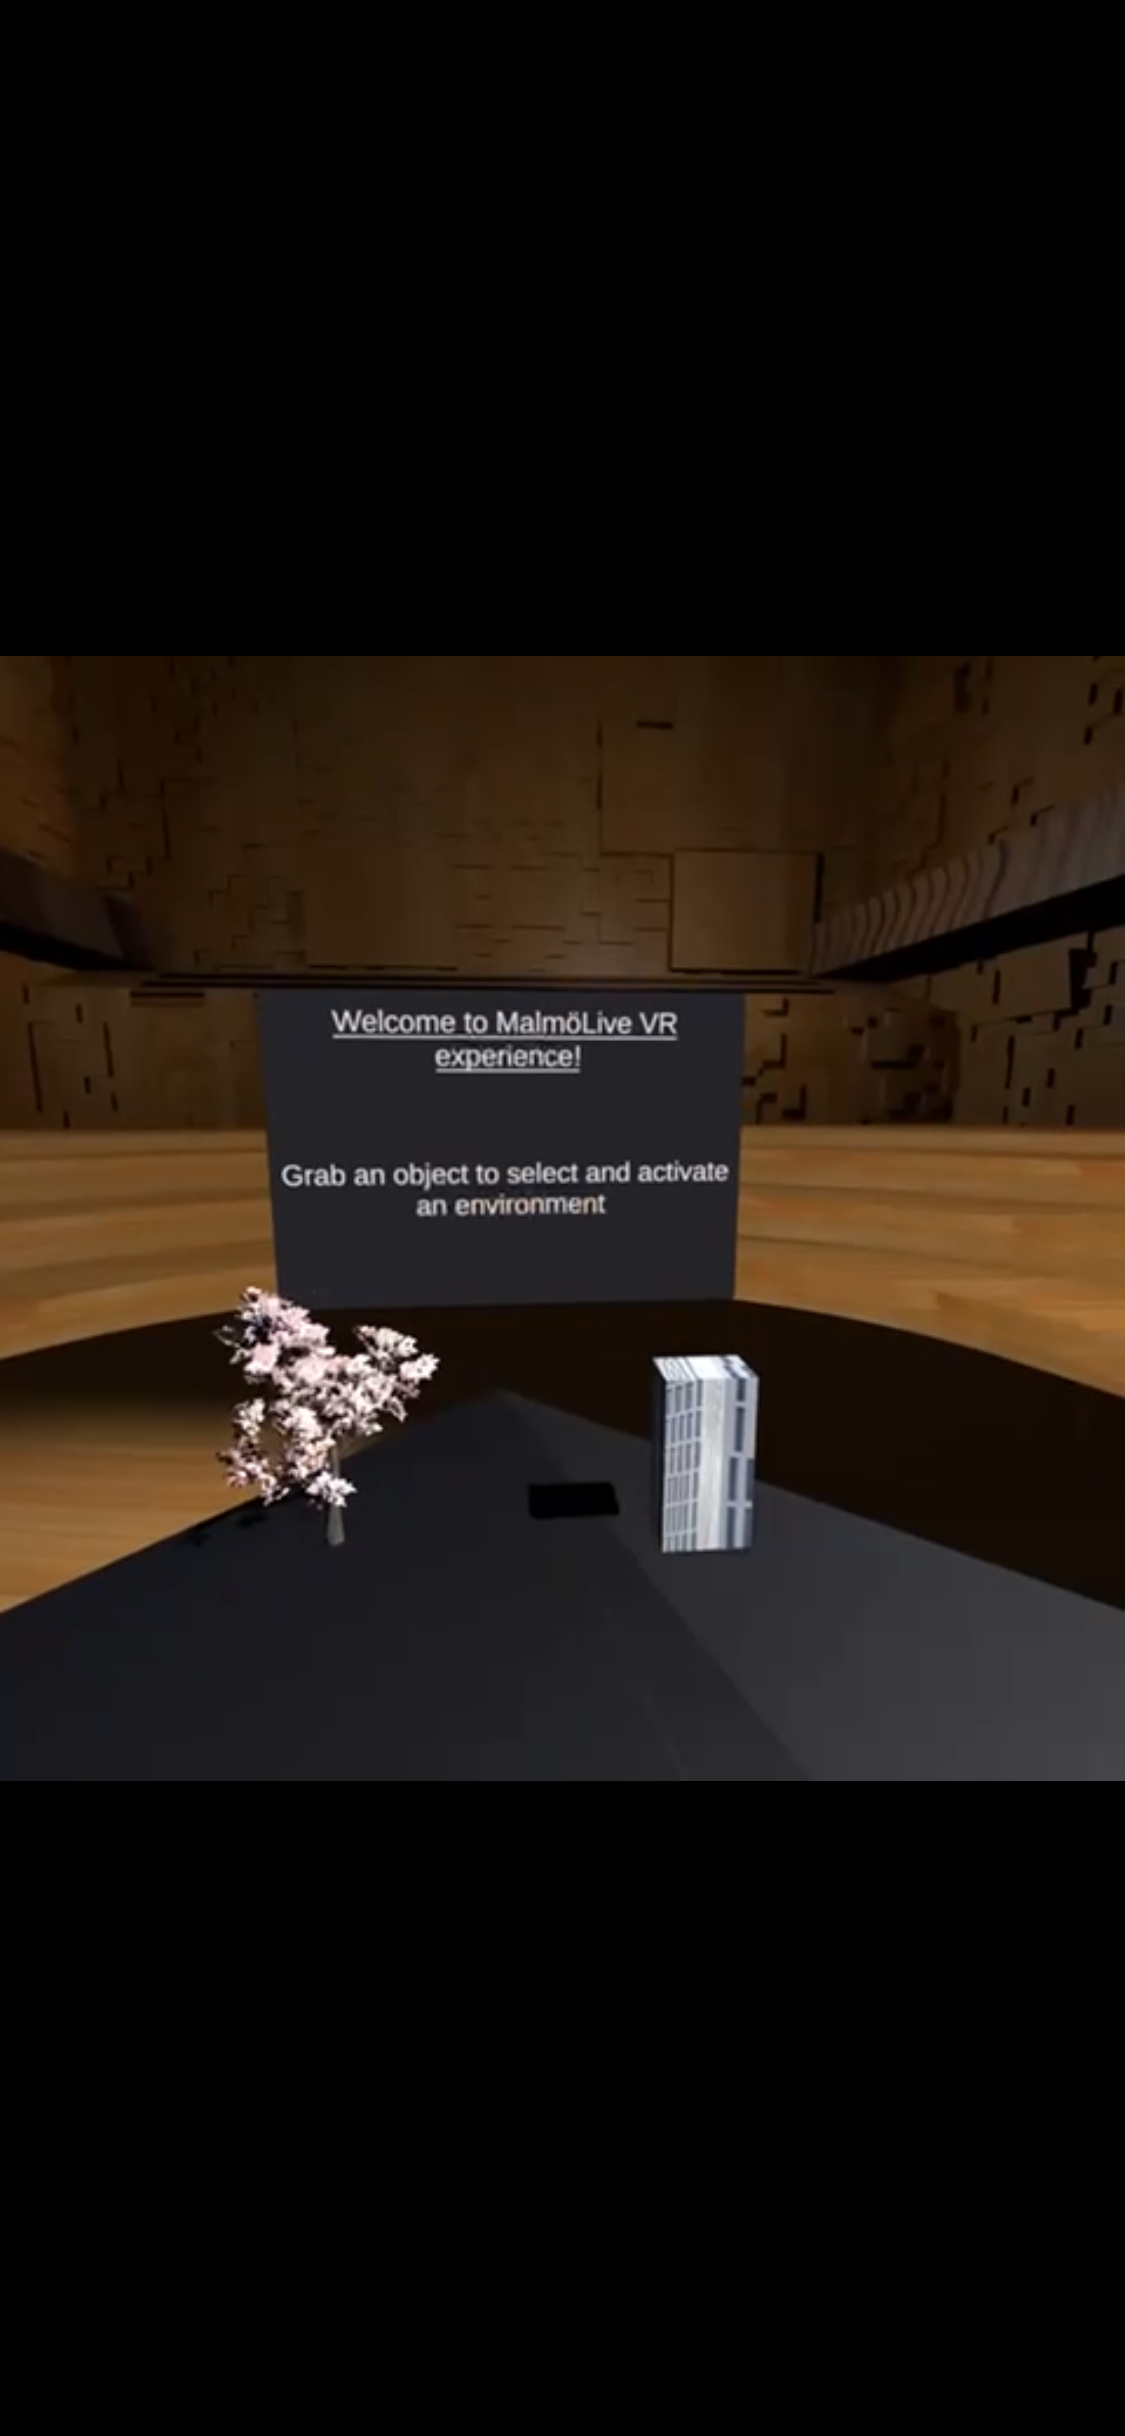 Welcome to MalmöLive VR
experience!
Grab an object to select and activate
an environment